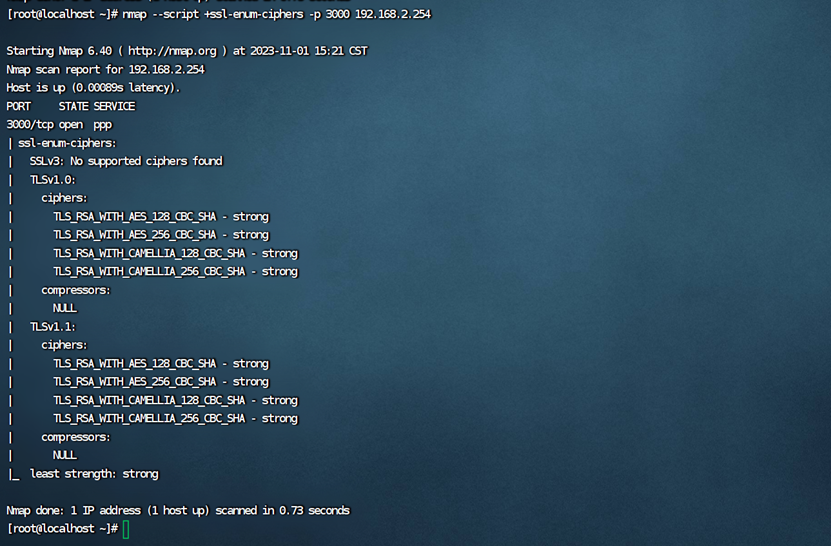 [root@localhost ~]# nmap --script +ssl-enum-ciphers -p 3000 192.168.2.254
Starting Nmap 6.40 ( http://nmap.org ) at 2023-11-01 15:21 CST
Nmap scan report for 192.168.2.254
Host is up (0.00089s latency).
PORT     STATE SERVICE
3000/tcp open  ppp
| ssl-enum-ciphers:
|   SSLv3: No supported ciphers found
|   TLSv1.0:
|     ciphers:
|       TLS_RSA_WITH_AES_128_CBC_SHA - strong
|       TLS_RSA_WITH_AES_256_CBC_SHA - strong
|       TLS_RSA_WITH_CAMELLIA_128_CBC_SHA - strong
|       TLS_RSA_WITH_CAMELLIA_256_CBC_SHA - strong
|     compressors:
|       NULL
|   TLSv1.1:
|     ciphers:
|       TLS_RSA_WITH_AES_128_CBC_SHA - strong
|       TLS_RSA_WITH_AES_256_CBC_SHA - strong
|       TLS_RSA_WITH_CAMELLIA_128_CBC_SHA - strong
|       TLS_RSA_WITH_CAMELLIA_256_CBC_SHA - strong
|     compressors:
|       NULL
|_  least strength: strong
Nmap done: 1 IP address (1 host up) scanned in 0.73 seconds
[root@localhost ~]#